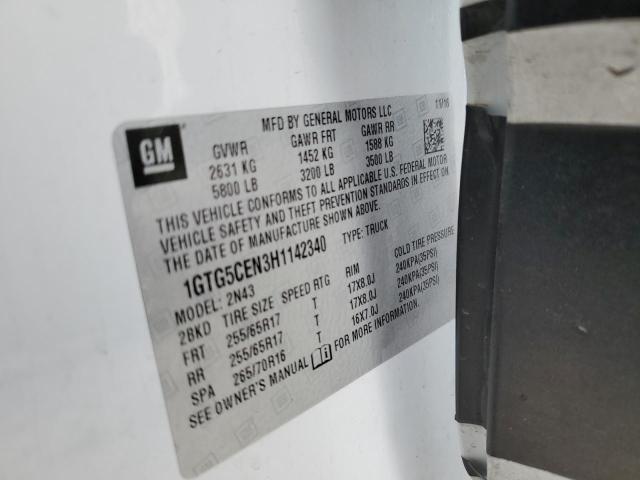 GM
MFD BY GENERAL MOTORS LLC
11/16
GVWR GAWR FRT GAWR RR
2631 KG 1452 KG 1588 KG
5800 LB 3200 LB 3500 LB
THIS VEHICLE CONFORMS TO ALL APPLICABLE U.S. FEDERAL MOTOR
VEHICLE SAFETY AND THEFT PREVENTION STANDARDS IN EFFECT ON
THE DATE OF MANUFACTURE SHOWN ABOVE.
1GTG5CEN3H1142340 TYPE: TRUCK
MODEL: 2N43
2BKD TIRE SIZE SPEED RTG RIM COLD TIRE PRESSURE
FRT 255/65R17 T 17X8.0J 240KPA(35PSI)
RR 255/65R17 T 17X8.0J 240KPA(35PSI)
SPA 265/70R16 T 16X7.0J 240KPA(35PSI)
SEE OWNER'S MANUAL FOR MORE INFORMATION.